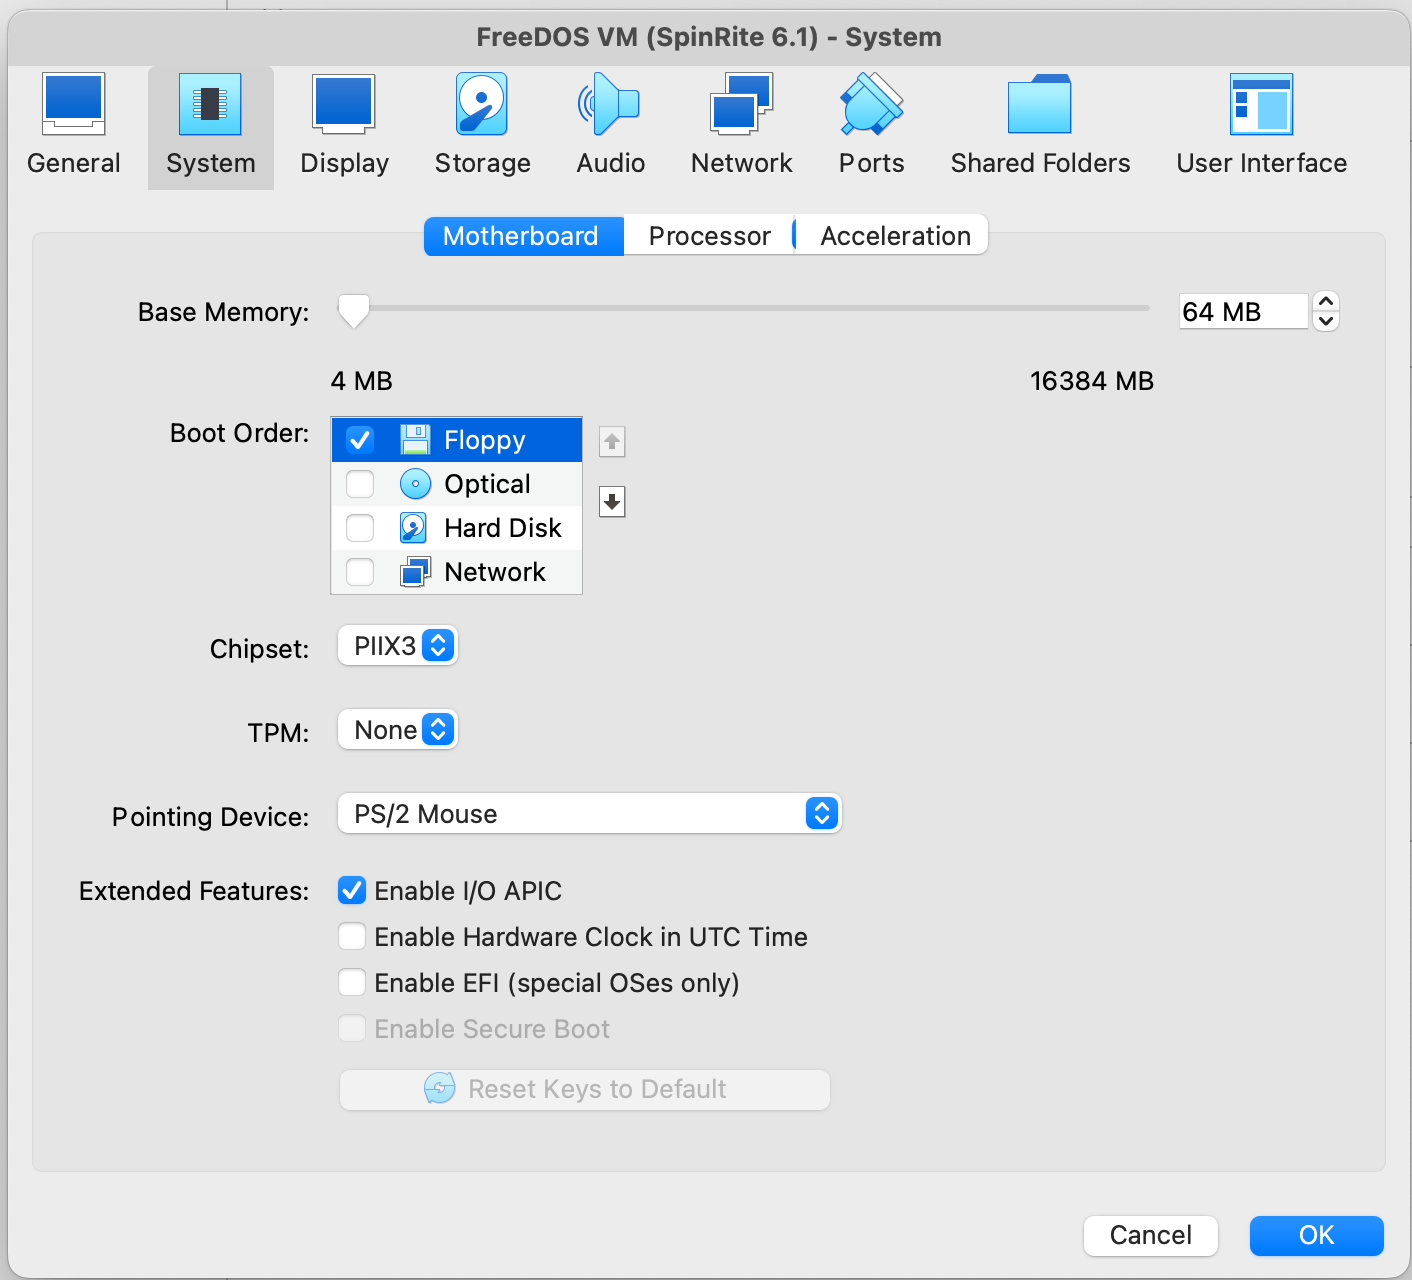 FreeDOS VM (SpinRite 6.1) - System
General System Display Storage Audio Network Ports Shared Folders User Interface
Motherboard Processor Acceleration
Base Memory: 64 MB
4 MB 16384 MB
Boot Order: Floppy
Optical
Hard Disk
Network
Chipset: PIIX3
TPM: None
Pointing Device: PS/2 Mouse
Extended Features: Enable I/O APIC
Enable Hardware Clock in UTC Time
Enable EFI (special OSes only)
Enable Secure Boot
Reset Keys to Default
Cancel OK